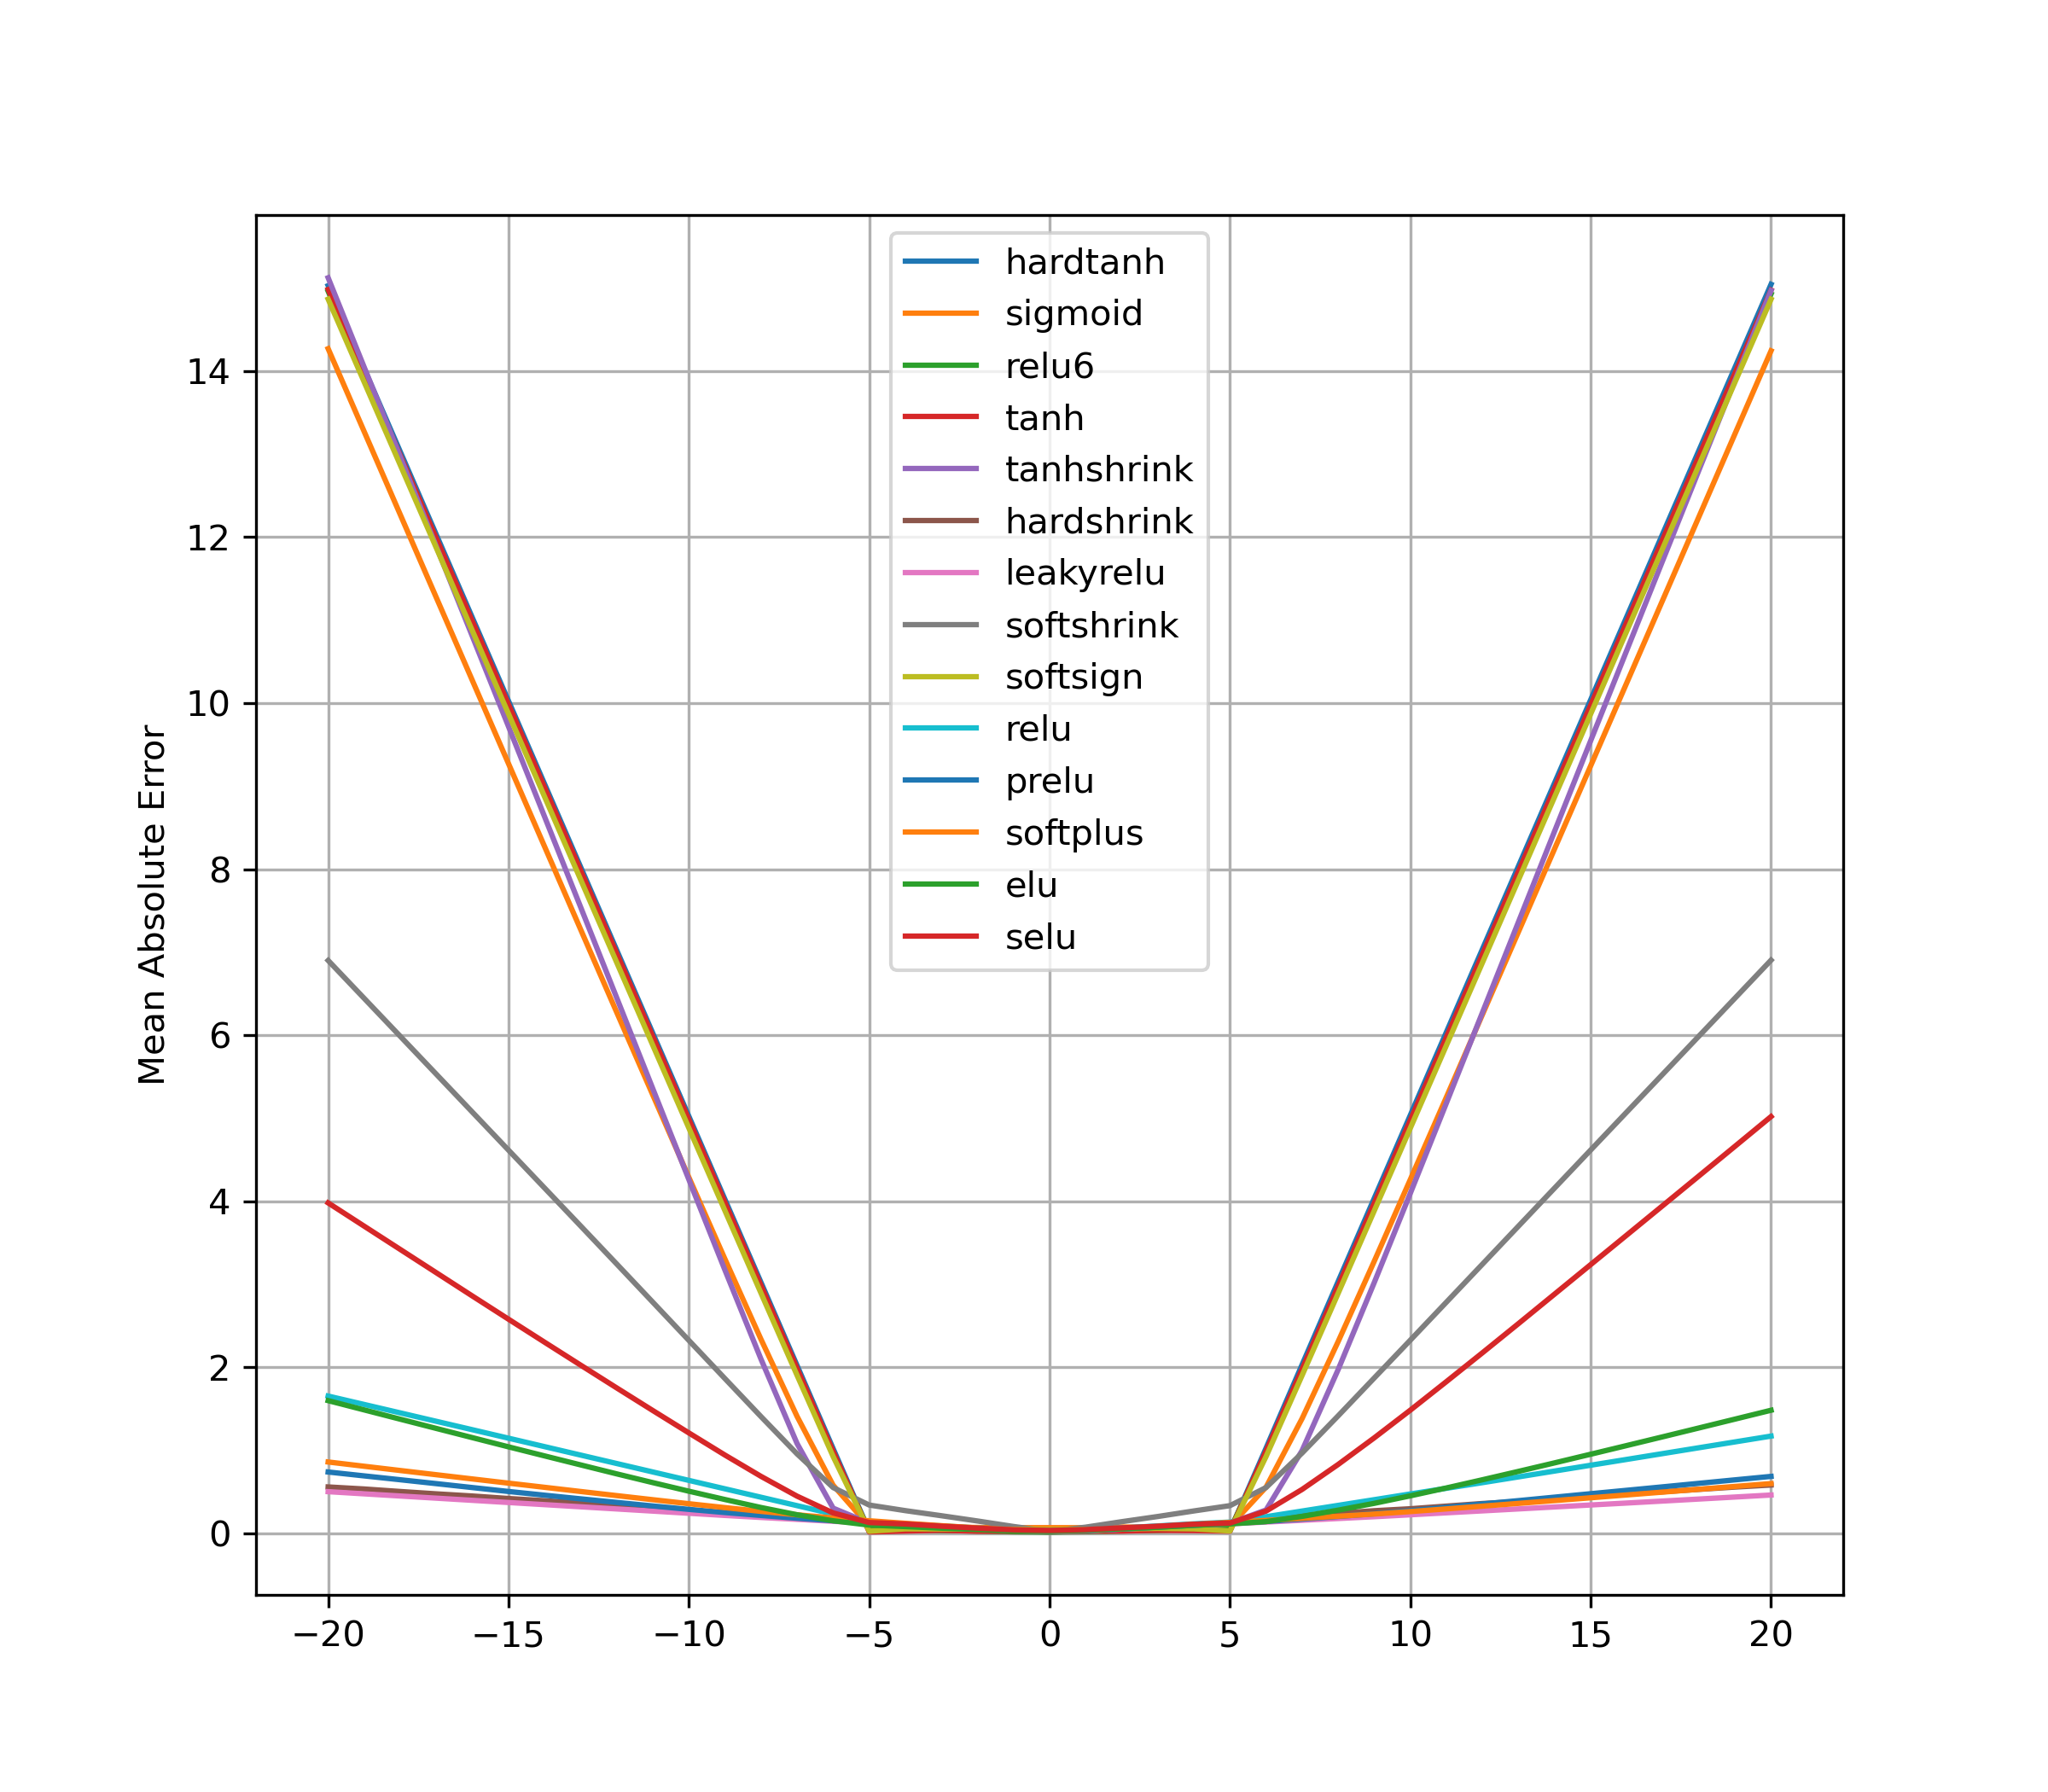 hardtanh
sigmoid
relu6
tanh
tanhshrink
hardshrink
leakyrelu
softshrink
softsign
relu
prelu
softplus
elu
selu
14
12
10
8
6
4
2
0
Mean Absolute Error
−20 −15 −10 −5 0 5 10 15 20